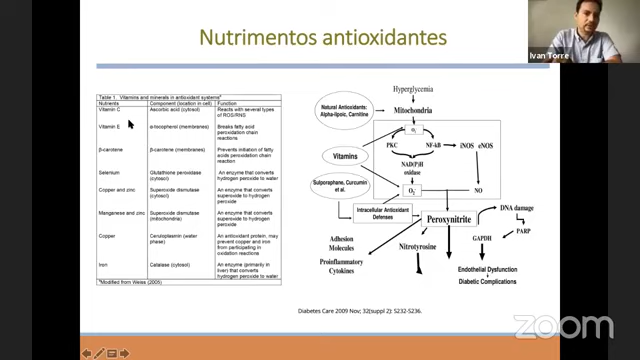 Nutrimentos antioxidantes
Ivan Torre
Table 1. Vitamins and minerals in antioxidant systemsª
Nutrients Component (location in cell) Function
Vitamin C Ascorbic acid (cytosol) Reacts with several types
of ROS/RNS
Vitamin E α-tocopherol (membranes) Breaks fatty acid
peroxidation chain
reactions
β-carotene β-carotene (membranes) Prevents initiation of fatty
acids peroxidation chain
reaction
Selenium Glutathione peroxidase An enzyme that converts
(cytosol) hydrogen peroxide to water
Copper and zinc Superoxide dismutase (cytosol) An enzyme that converts
superoxide to hydrogen
peroxide
Manganese and zinc Superoxide dismutase An enzyme that converts
(mitochondria) superoxide to hydrogen
peroxide
Copper Ceruloplasmin (water An antioxidant protein, may
phase) prevent copper and iron
from participating in
oxidation reactions
Iron Catalase (cytosol) An enzyme (primarily in
liver) that converts
hydrogen peroxide to water
ªModified from Weiss (2005)
Hyperglycemia
Natural Antioxidants:
Alpha-lipoic, Carnitine
Mitochondria
PKC NF-kB iNOS eNOS
Vitamins
NAD(P)H
oxidase
Sulporaphane, Curcumin
et al.
O₂⁻ NO
Intracellular Antioxidant
Defenses
Peroxynitrite
DNA damage
PARP
Adhesion
Molecules
Nitrotyrosine
GAPDH
Proinflammatory
Cytokines
Endothelial Dysfunction
Diabetic Complications
Diabetes Care 2009 Nov; 32(suppl 2): S232-S236.
zoom